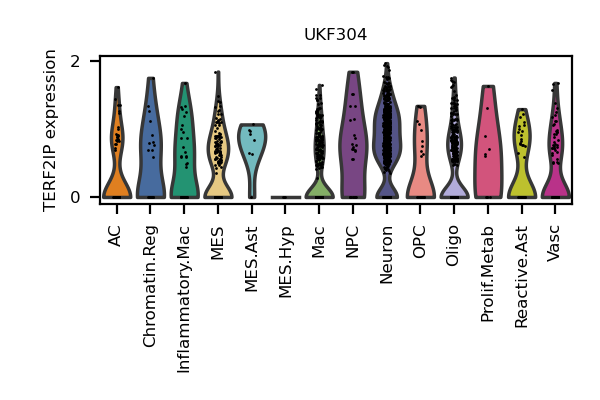 UKF304
TERF2IP expression
2
0
AC
Chromatin.Reg
Inflammatory.Mac
MES
MES.Ast
MES.Hyp
Mac
NPC
Neuron
OPC
Oligo
Prolif.Metab
Reactive.Ast
Vasc